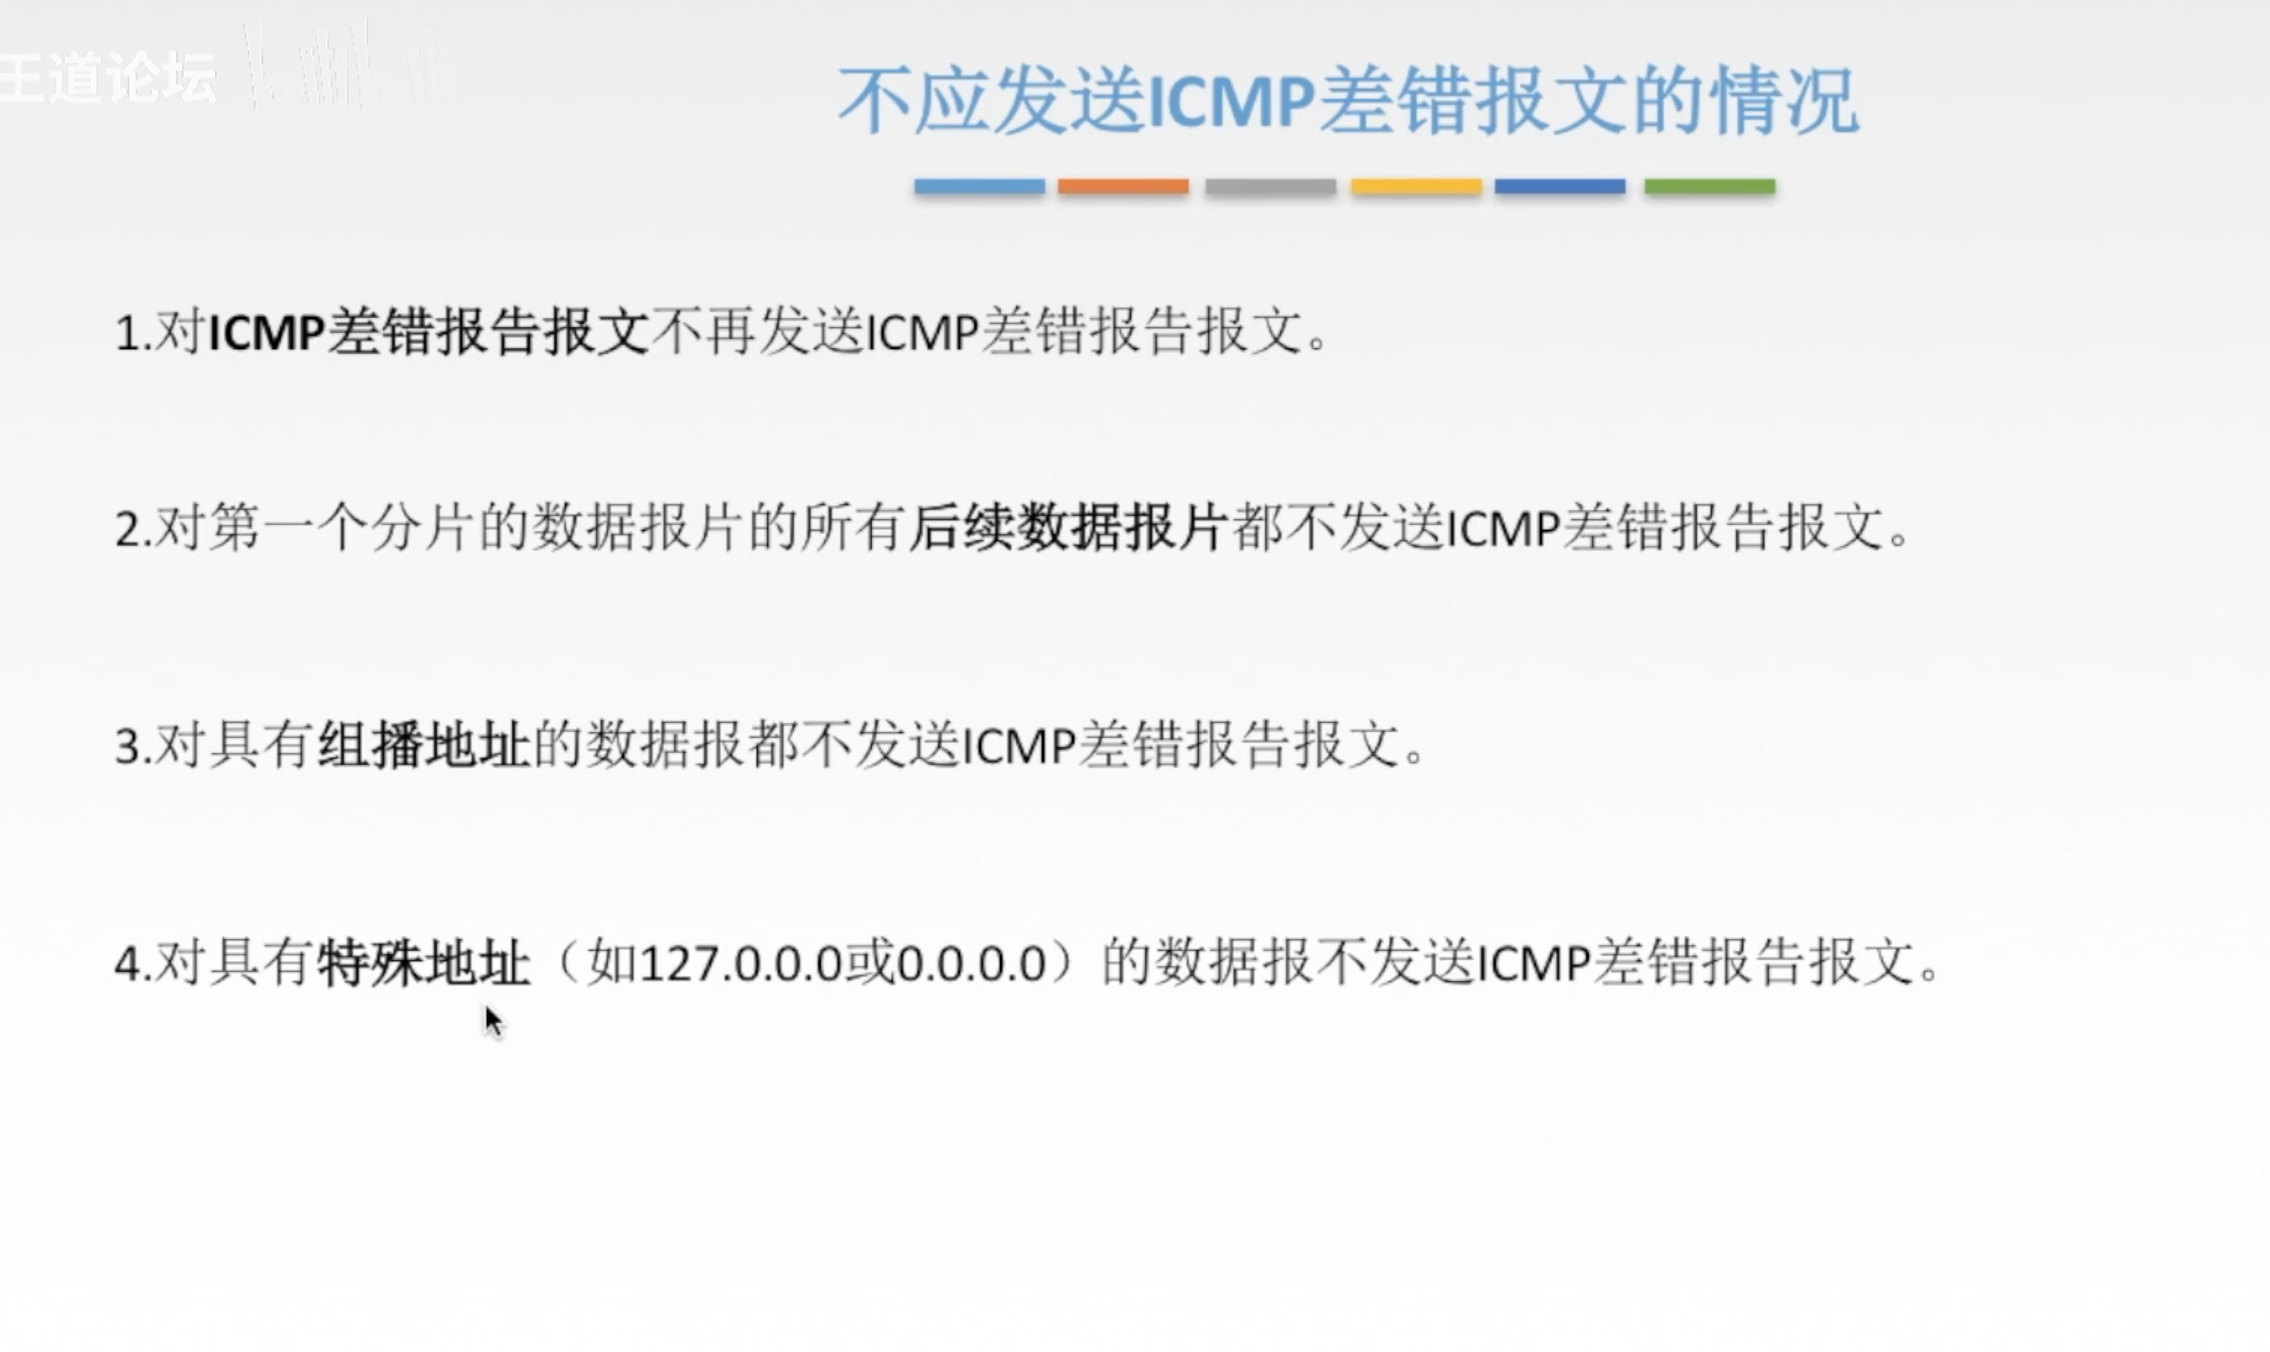 王道论坛
不应发送ICMP差错报文的情况
1.对ICMP差错报告报文不再发送ICMP差错报告报文。
2.对第一个分片的数据报片的所有后续数据报片都不发送ICMP差错报告报文。
3.对具有组播地址的数据报都不发送ICMP差错报告报文。
4.对具有特殊地址（如127.0.0.0或0.0.0.0）的数据报不发送ICMP差错报告报文。